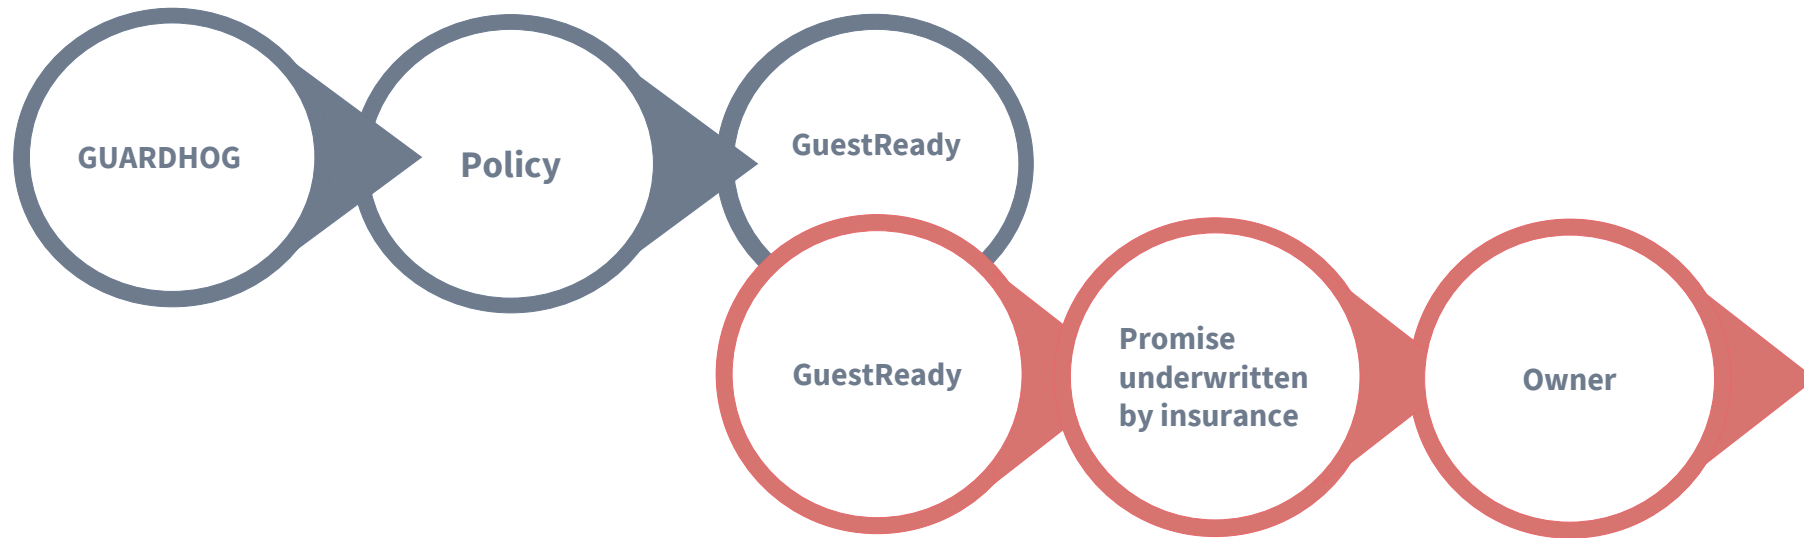 GUARDHOG
Policy
GuestReady
GuestReady
Promise
underwritten
by insurance
Owner